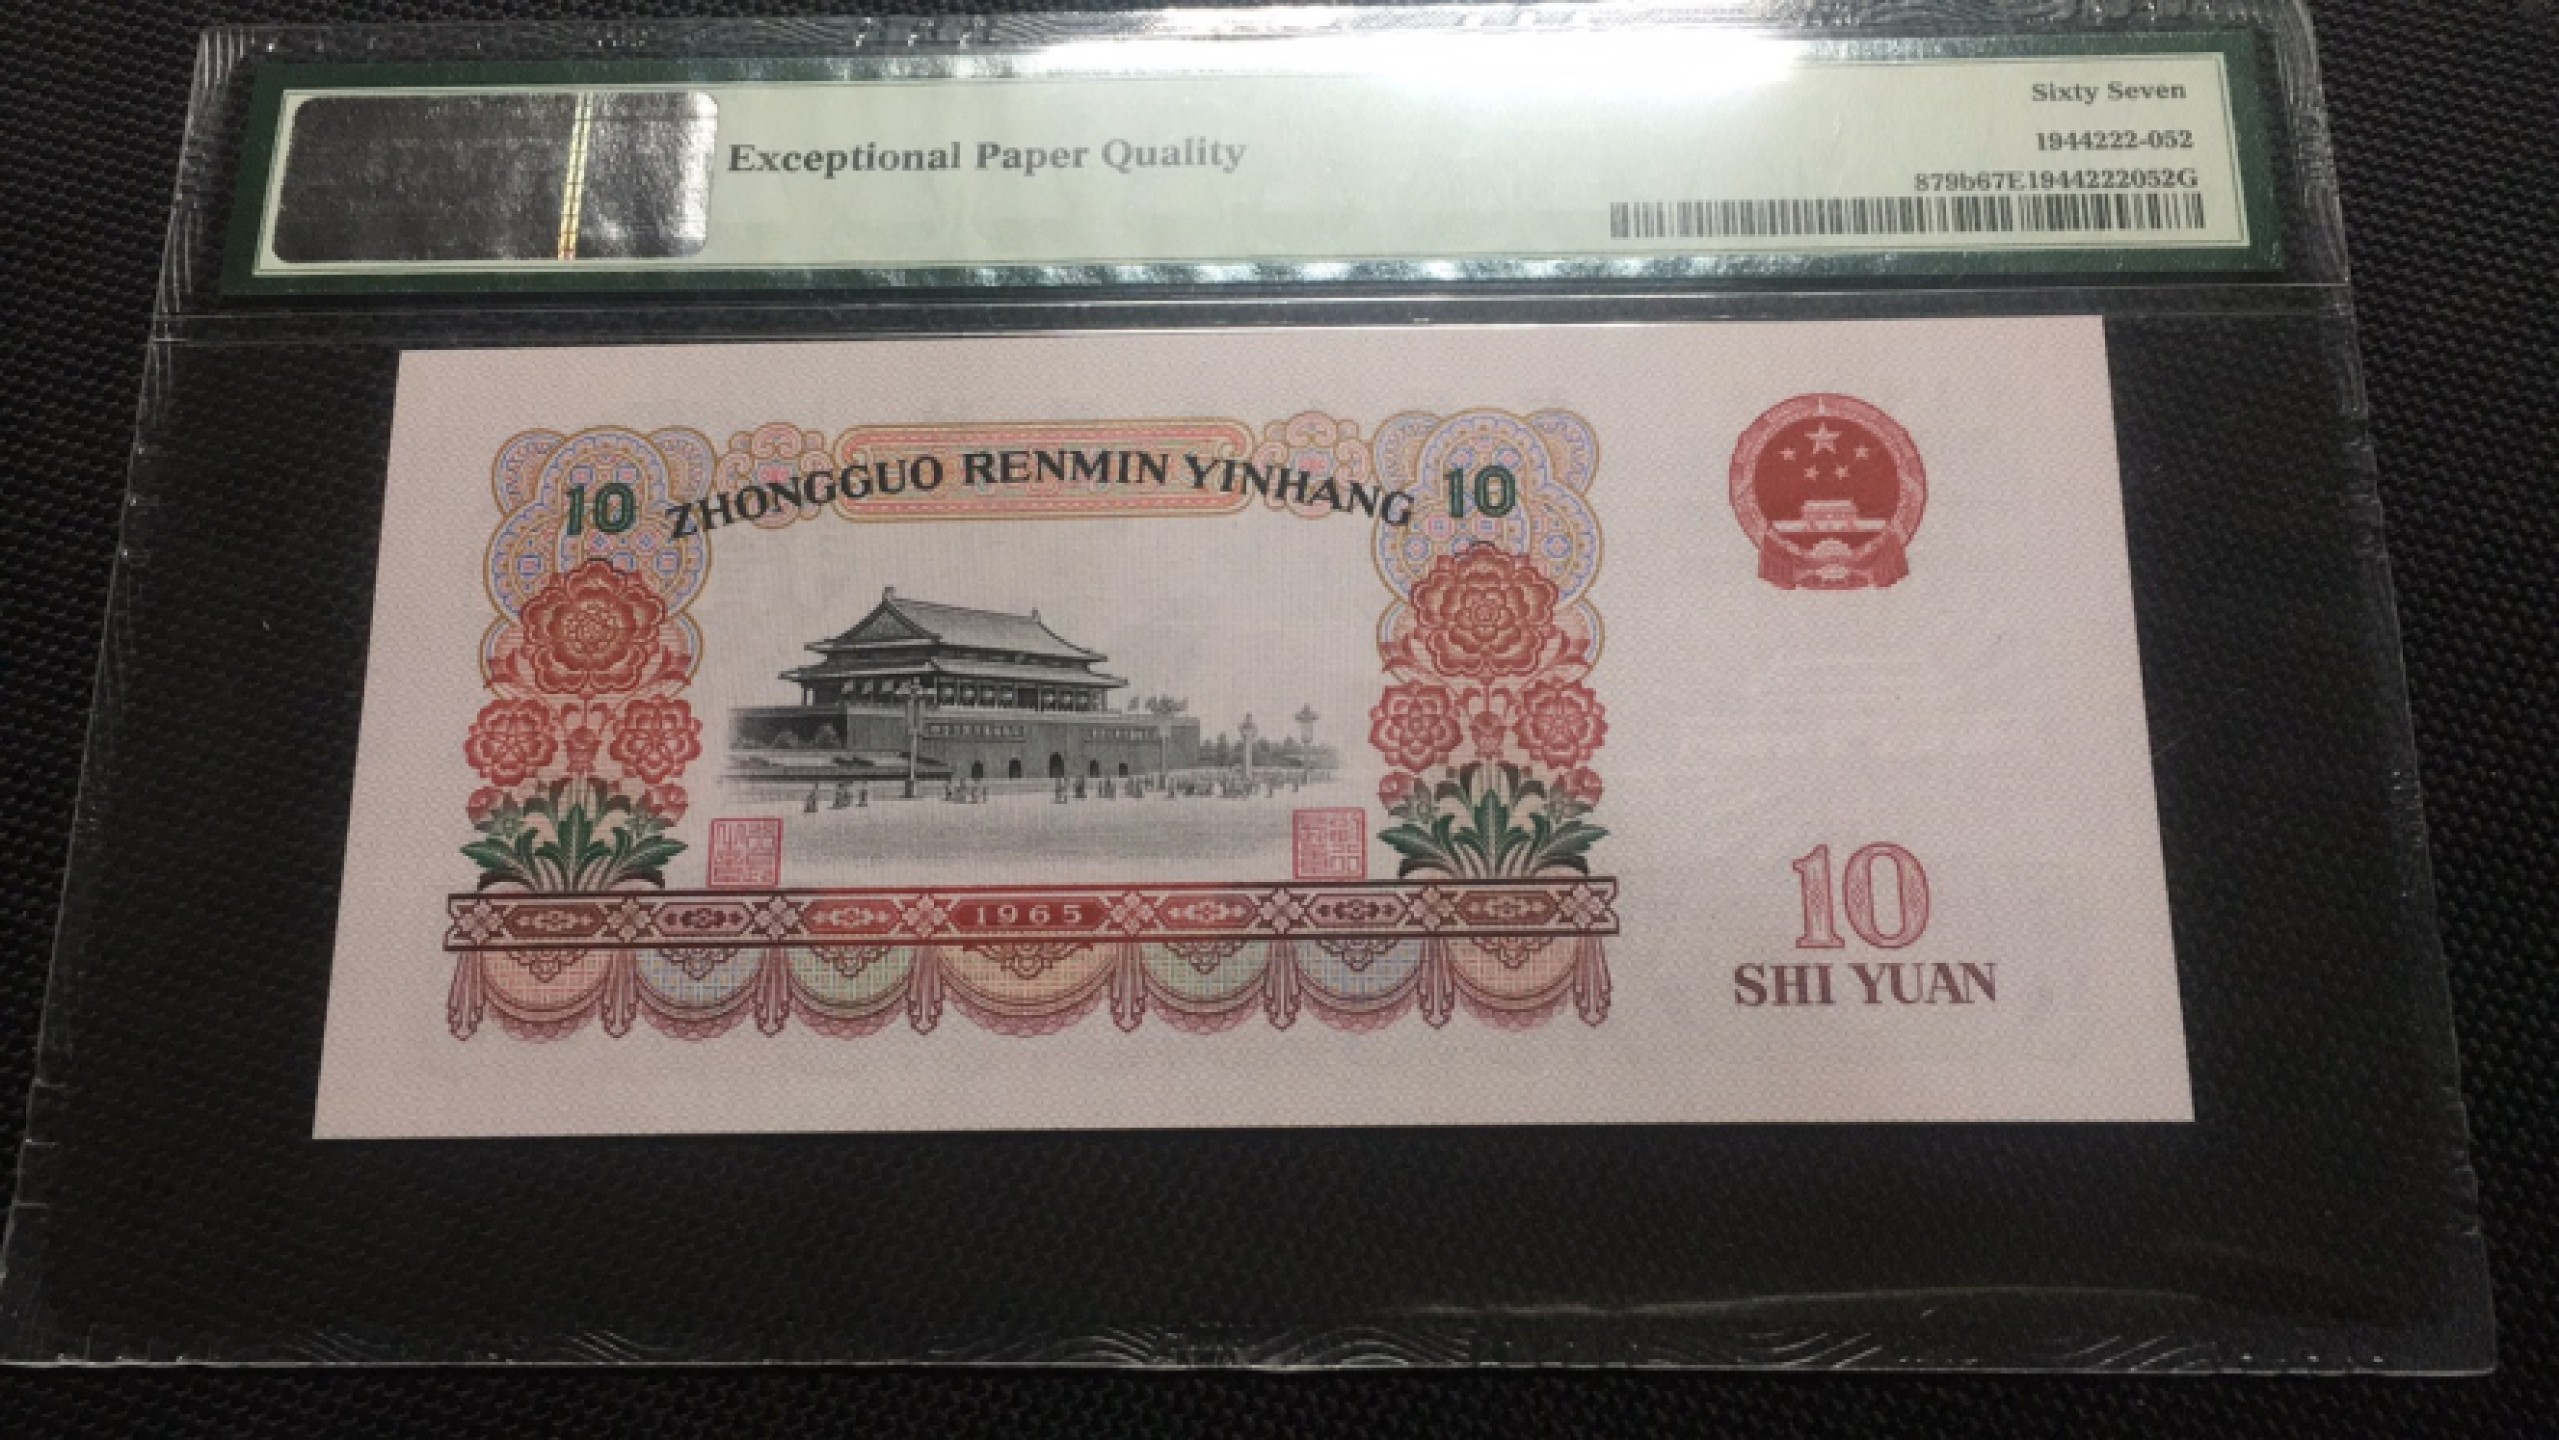 Sixty Seven
Exceptional Paper Quality
1944222-052
879b67E1944222052G
10 ZHONGGUO RENMIN YINHANG 10
1965
10
SHI YUAN